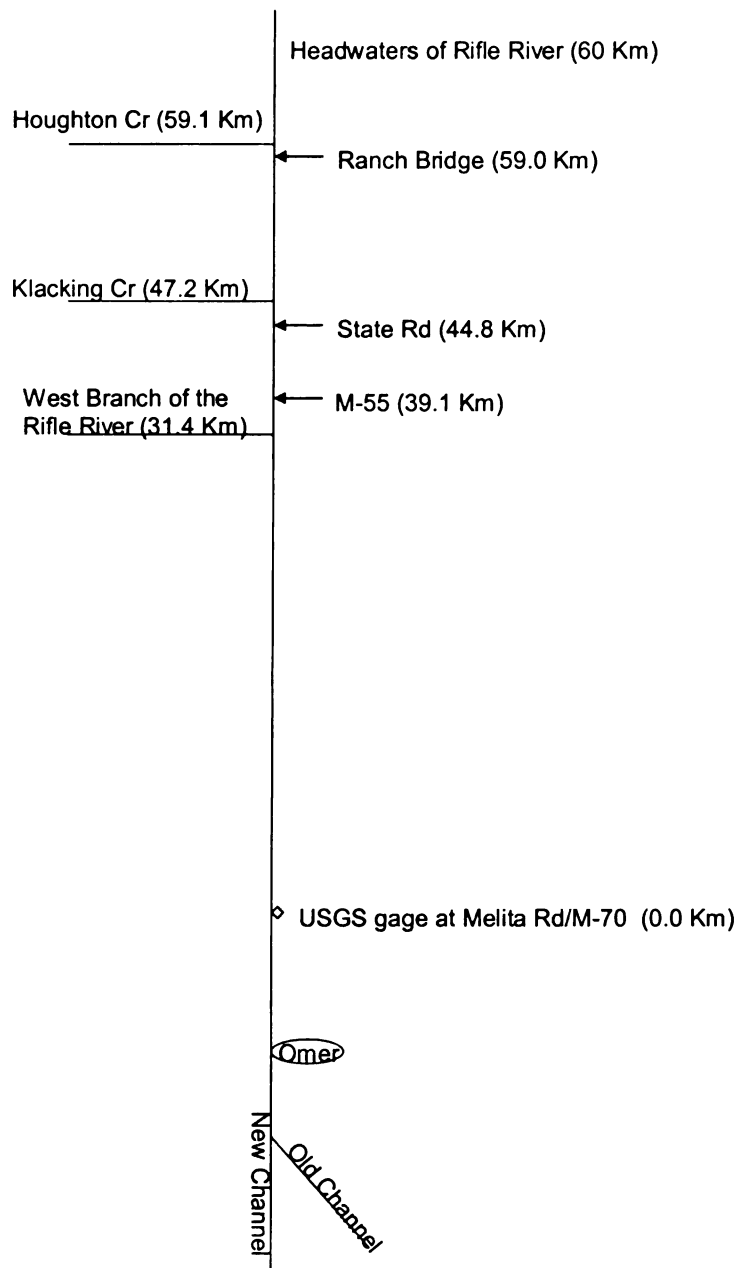 Headwaters of Rifle River (60 Km)
Houghton Cr (59.1 Km)
Ranch Bridge (59.0 Km)
Klacking Cr (47.2 Km)
State Rd (44.8 Km)
West Branch of the
Rifle River (31.4 Km)
M-55 (39.1 Km)
USGS gage at Melita Rd/M-70 (0.0 Km)
Omer
New Channel
Old Channel